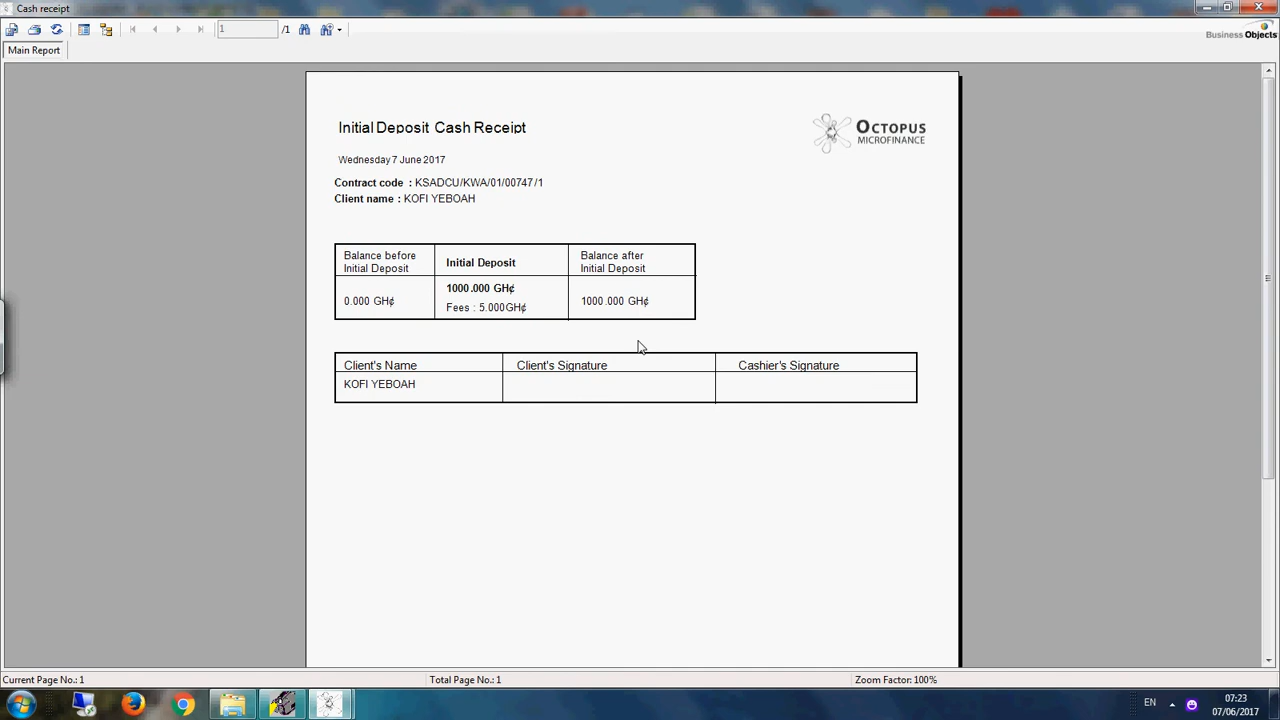 Cash receipt
1 /1
Business Objects
Main Report
Initial Deposit Cash Receipt
OCTOPUS
MICROFINANCE
Wednesday 7 June 2017
Contract code : KSADCU/KWA/01/00747/1
Client name : KOFI YEBOAH
Balance before
Initial Deposit
Initial Deposit
Balance after
Initial Deposit
0.000 GH¢
1000.000 GH¢
Fees : 5.000GH¢
1000.000 GH¢
Client's Name Client's Signature Cashier's Signature
KOFI YEBOAH
Current Page No.: 1 Total Page No.: 1 Zoom Factor: 100%
EN
07:23
07/06/2017